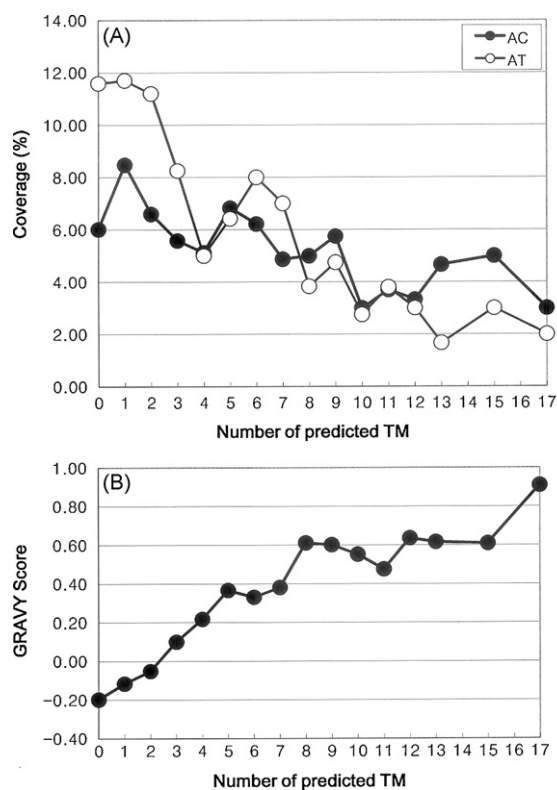 (A)
AC
AT
14.00
12.00
10.00
8.00
6.00
4.00
2.00
0.00
Coverage (%)
0 1 2 3 4 5 6 7 8 9 10 11 12 13 14 15 16 17
Number of predicted TM
(B)
1.00
0.80
0.60
0.40
0.20
0.00
−0.20
−0.40
GRAVY Score
0 1 2 3 4 5 6 7 8 9 10 11 12 13 14 15 16 17
Number of predicted TM